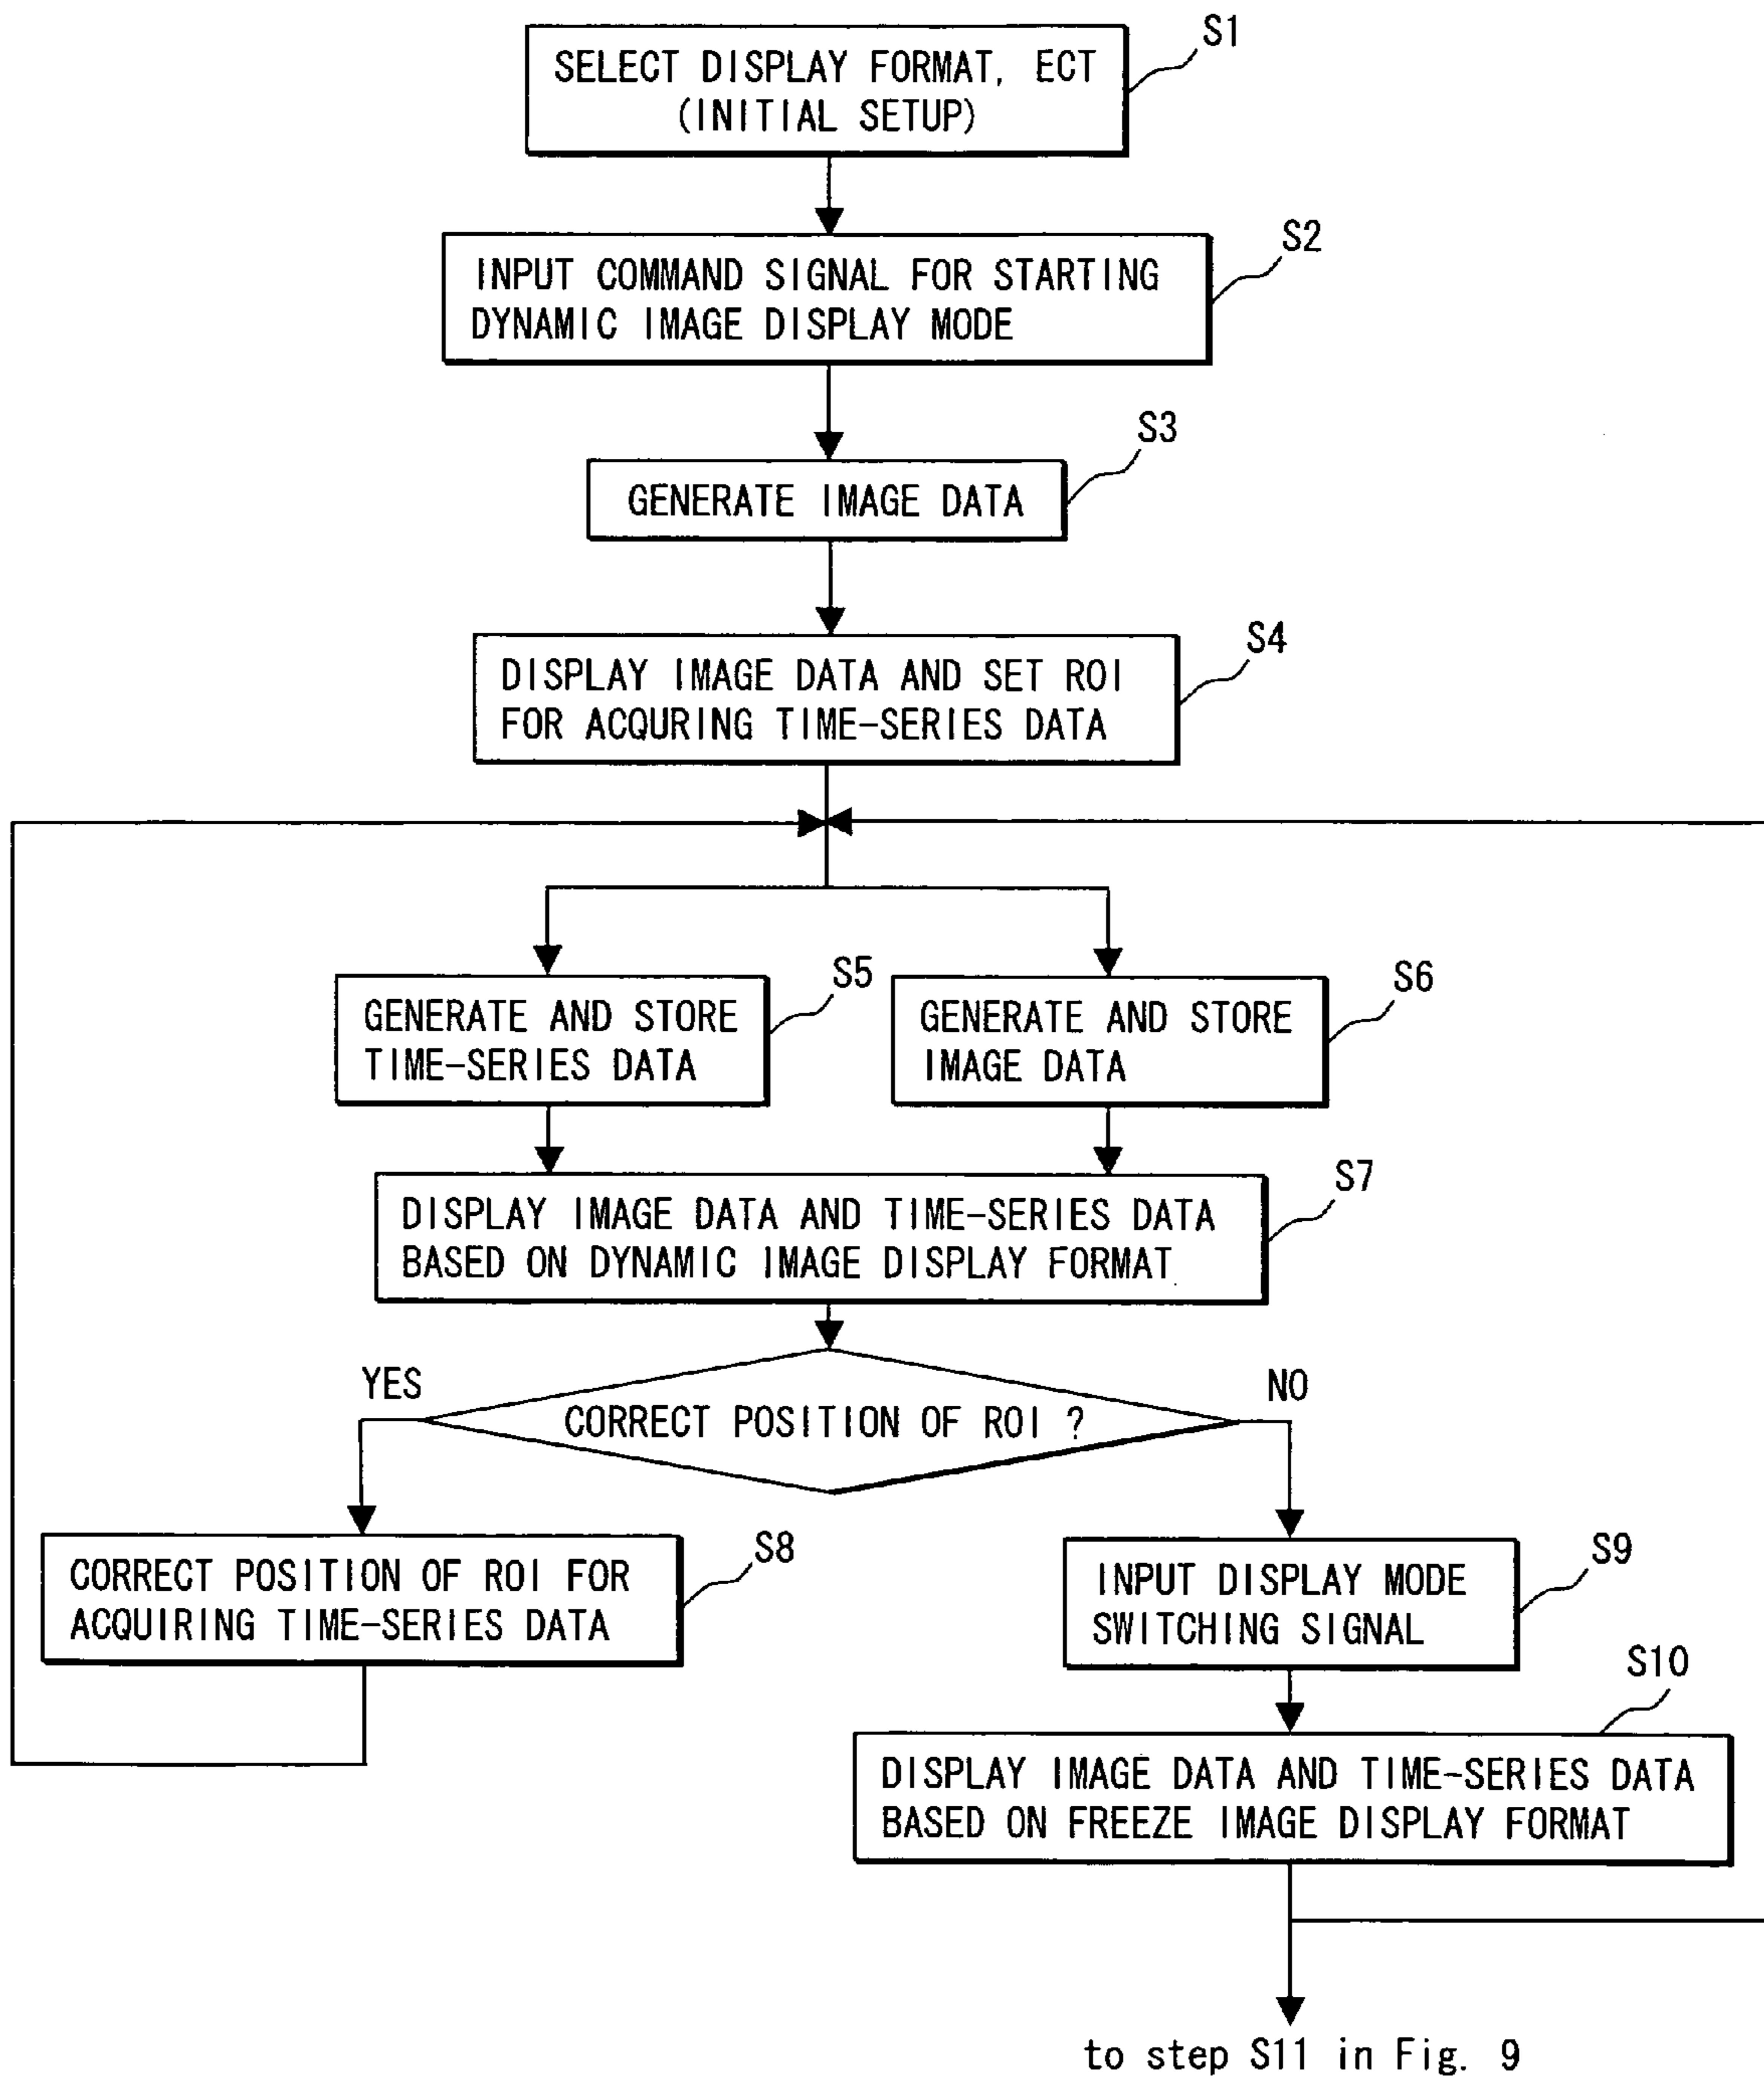 S1
SELECT DISPLAY FORMAT, ECT
(INITIAL SETUP)
S2
INPUT COMMAND SIGNAL FOR STARTING
DYNAMIC IMAGE DISPLAY MODE
S3
GENERATE IMAGE DATA
S4
DISPLAY IMAGE DATA AND SET ROI
FOR ACQURING TIME-SERIES DATA
S5
GENERATE AND STORE
TIME-SERIES DATA
S6
GENERATE AND STORE
IMAGE DATA
S7
DISPLAY IMAGE DATA AND TIME-SERIES DATA
BASED ON DYNAMIC IMAGE DISPLAY FORMAT
YES
NO
CORRECT POSITION OF ROI ?
S8
CORRECT POSITION OF ROI FOR
ACQUIRING TIME-SERIES DATA
S9
INPUT DISPLAY MODE
SWITCHING SIGNAL
S10
DISPLAY IMAGE DATA AND TIME-SERIES DATA
BASED ON FREEZE IMAGE DISPLAY FORMAT
to step S11 in Fig. 9